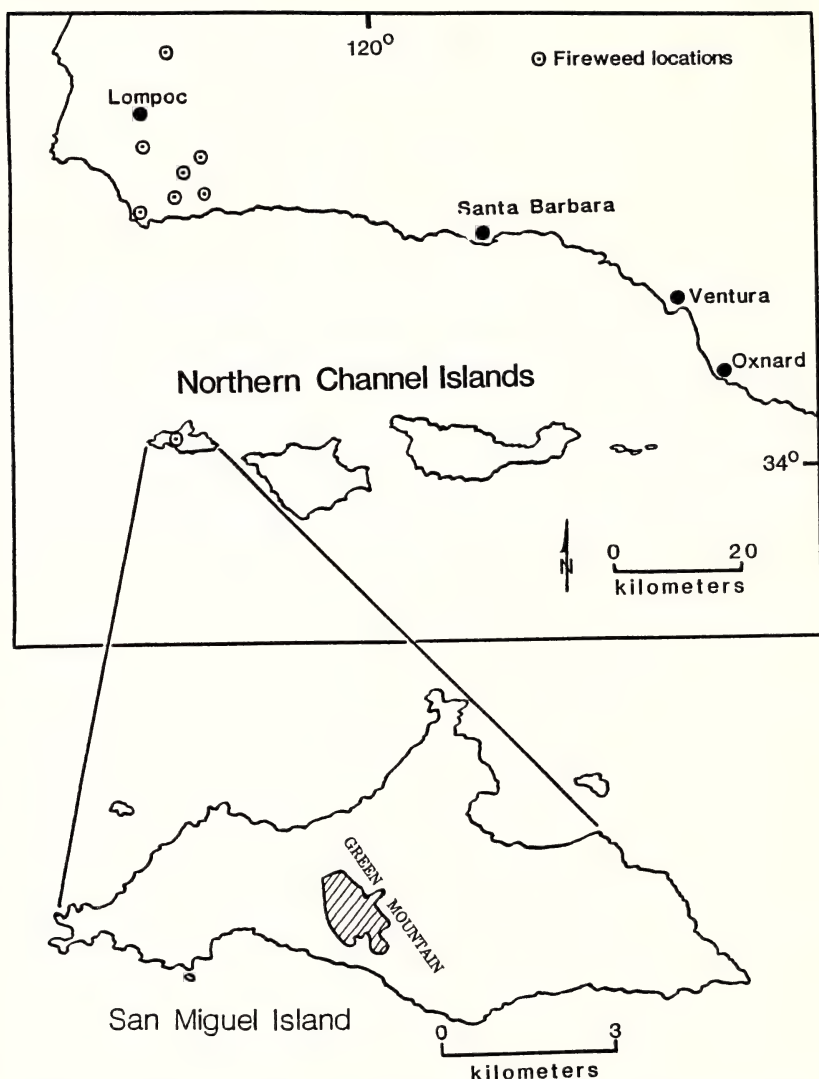 120°
⊙ Fireweed locations
Lompoc
Santa Barbara
Ventura
Oxnard
Northern Channel Islands
34°
N
0 20
kilometers
GREEN MOUNTAIN
San Miguel Island
0 3
kilometers